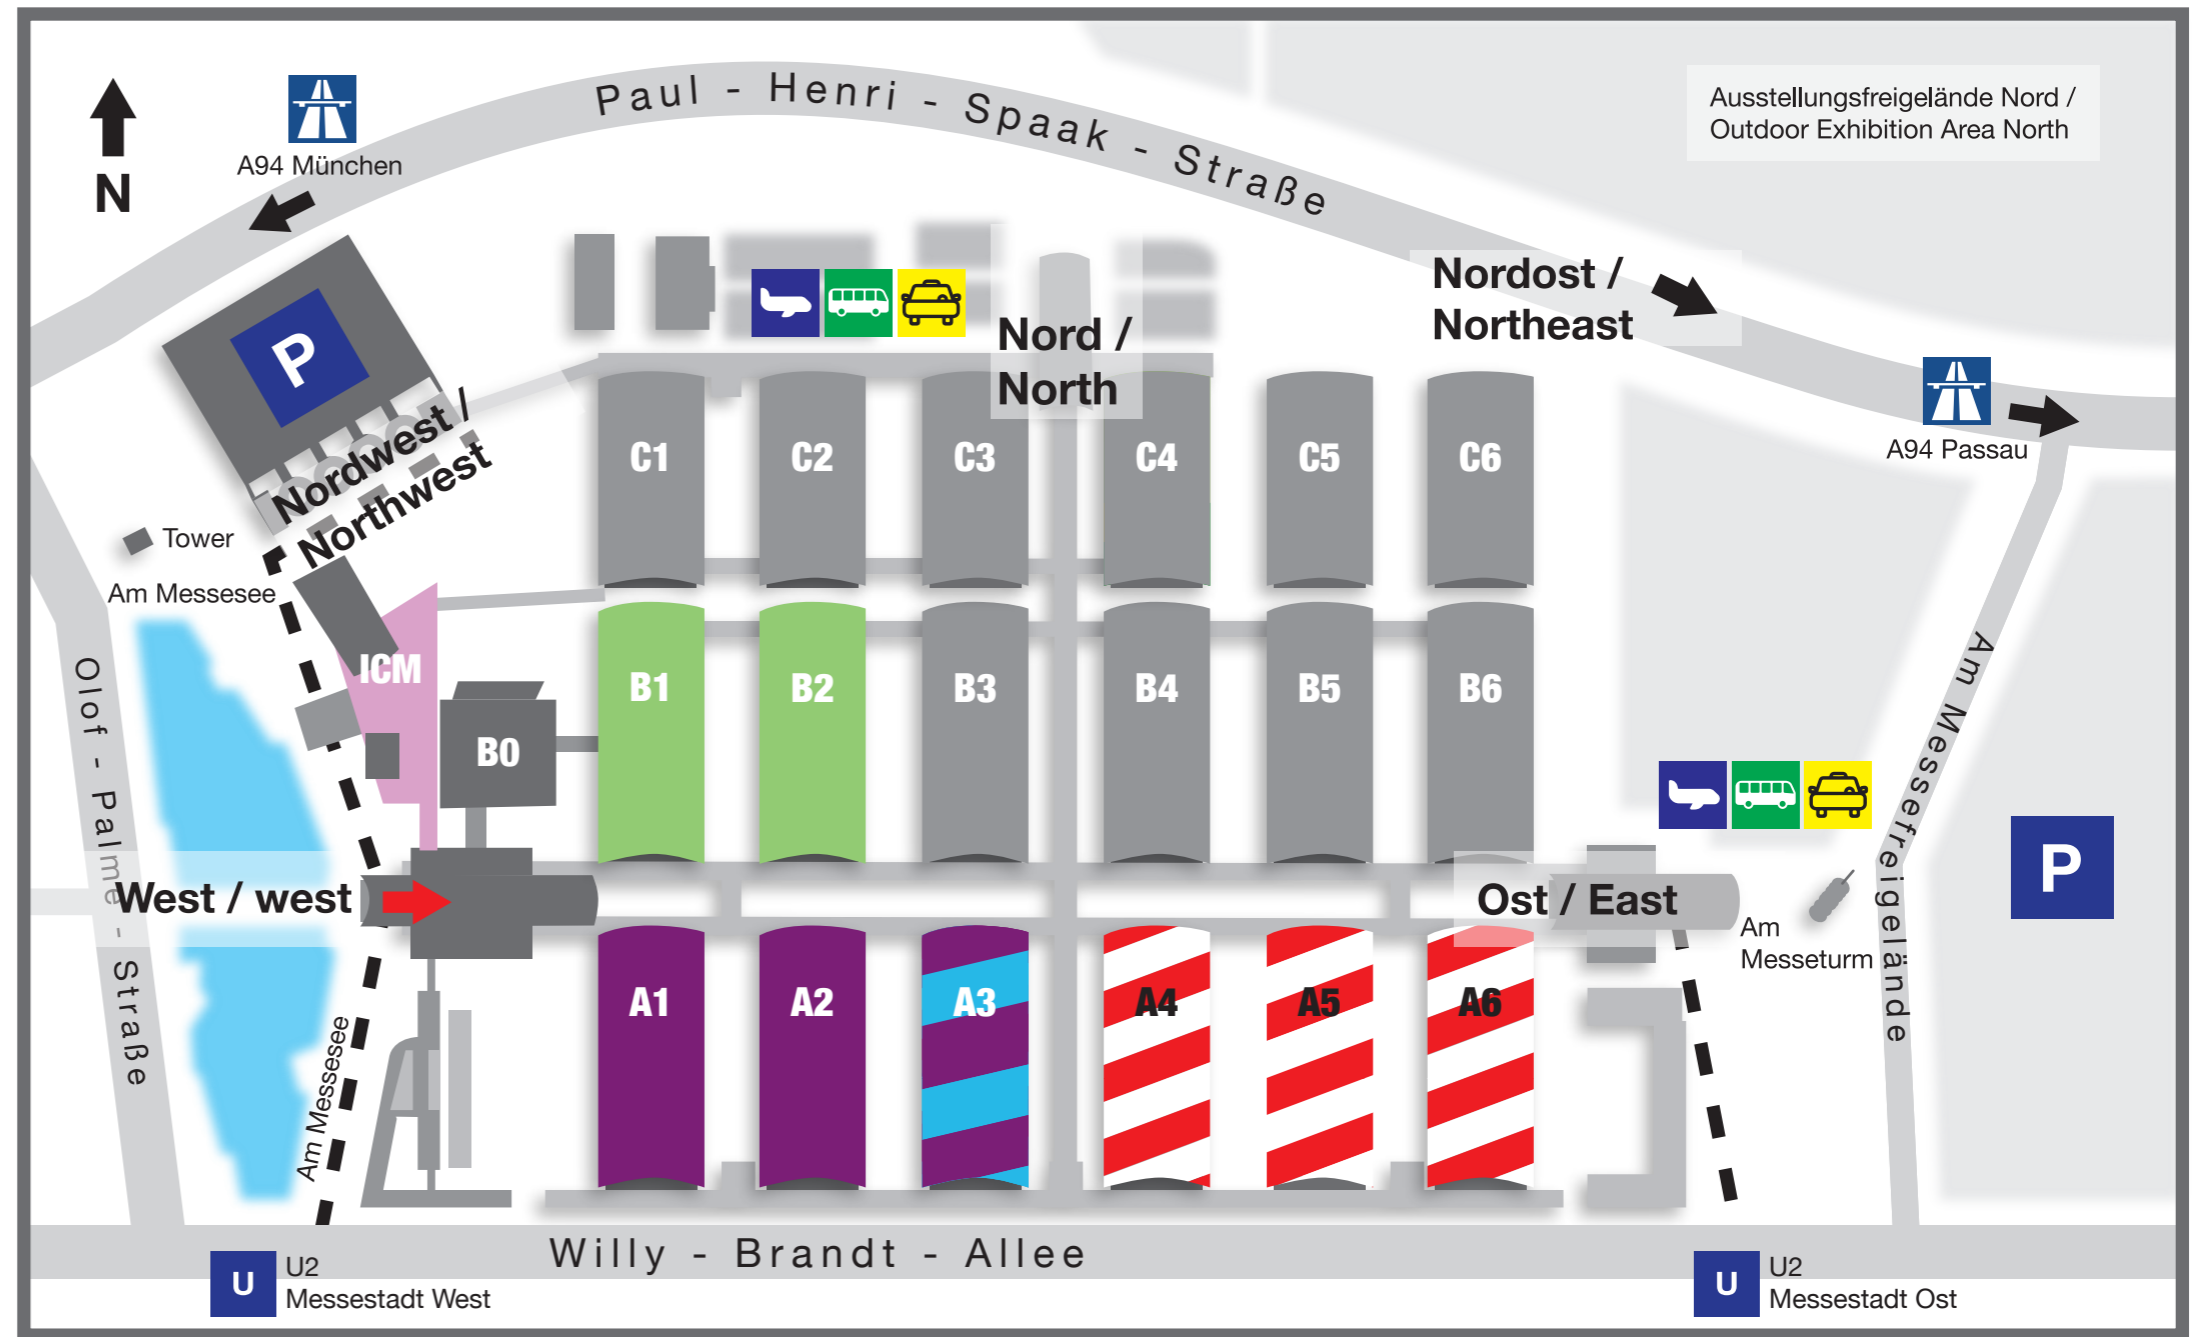 Paul - Henri - Spaak - Straße
Ausstellungsfreigelände Nord /
Outdoor Exhibition Area North
N
A94 München
Nordost /
Northeast
P
Nord /
North
A94 Passau
Nordwest /
Northwest
C1 C2 C3 C4 C5 C6
Tower
Am Messesee
ICM
B1 B2 B3 B4 B5 B6
B0
Olof - Palme - Straße
Am Messefreigelände
P
West / west
Ost / East
Am
Messeturm
A1 A2 A3 A4 A5 A6
Am Messesee
Willy - Brandt - Allee
U
U2
Messestadt West
U
U2
Messestadt Ost